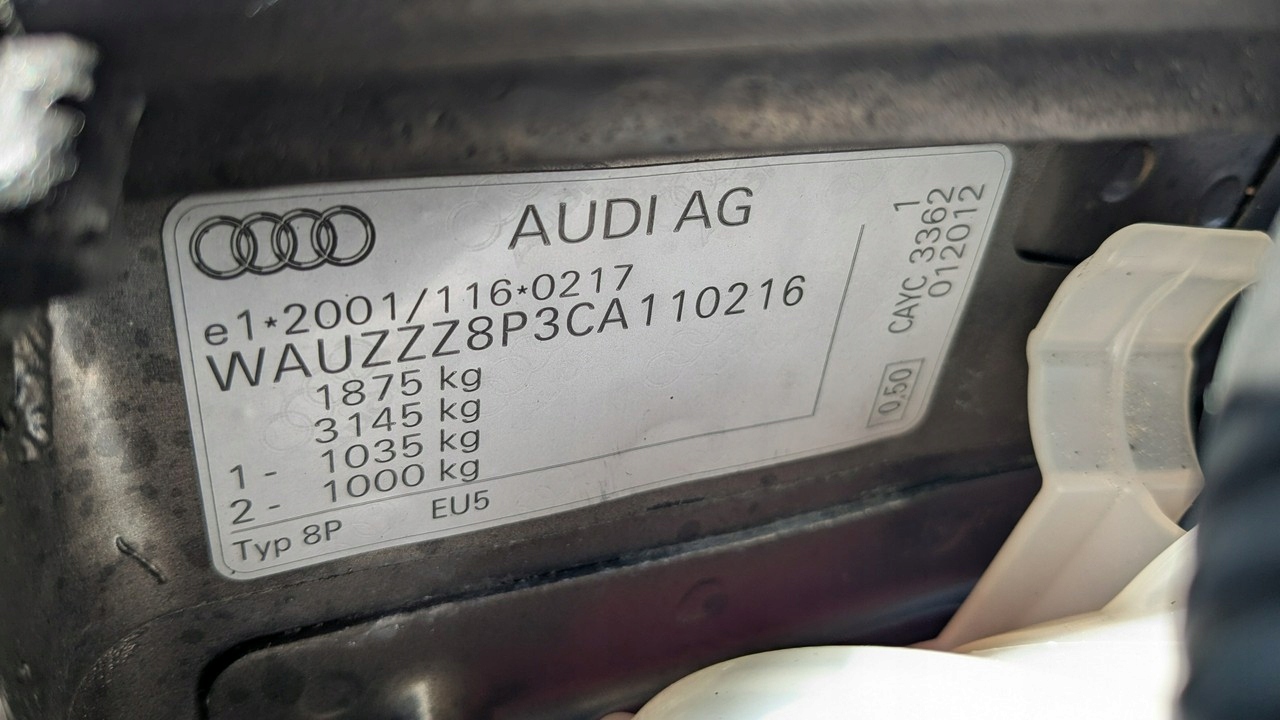 AUDI AG
e1*2001/116*0217
WAUZZZ8P3CA110216
1875 kg
3145 kg
1 - 1035 kg
2 - 1000 kg
Typ 8P EU5
1
CAYC 3362
012012
0,50